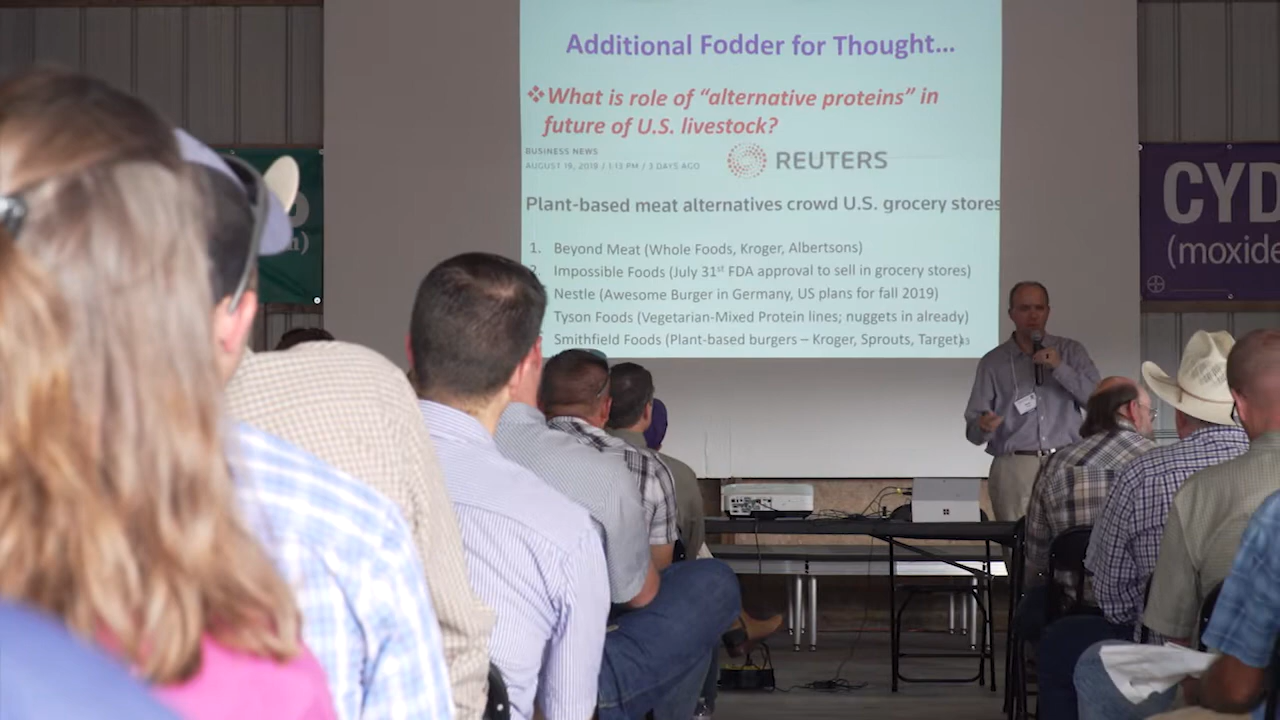 Additional Fodder for Thought...
❖What is role of “alternative proteins” in
future of U.S. livestock?
BUSINESS NEWS
AUGUST 19, 2019 / 1:13 PM / 3 DAYS AGO
REUTERS
Plant-based meat alternatives crowd U.S. grocery stores
1. Beyond Meat (Whole Foods, Kroger, Albertsons)
2. Impossible Foods (July 31st FDA approval to sell in grocery stores)
Nestle (Awesome Burger in Germany, US plans for fall 2019)
Tyson Foods (Vegetarian-Mixed Protein lines; nuggets in already)
Smithfield Foods (Plant-based burgers – Kroger, Sprouts, Target)
CYD
(moxide